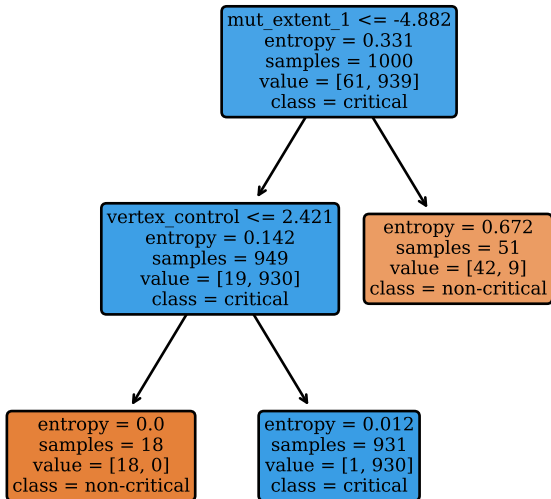 mut_extent_1 <= -4.882
entropy = 0.331
samples = 1000
value = [61, 939]
class = critical
vertex_control <= 2.421
entropy = 0.142
samples = 949
value = [19, 930]
class = critical
entropy = 0.672
samples = 51
value = [42, 9]
class = non-critical
entropy = 0.0
samples = 18
value = [18, 0]
class = non-critical
entropy = 0.012
samples = 931
value = [1, 930]
class = critical